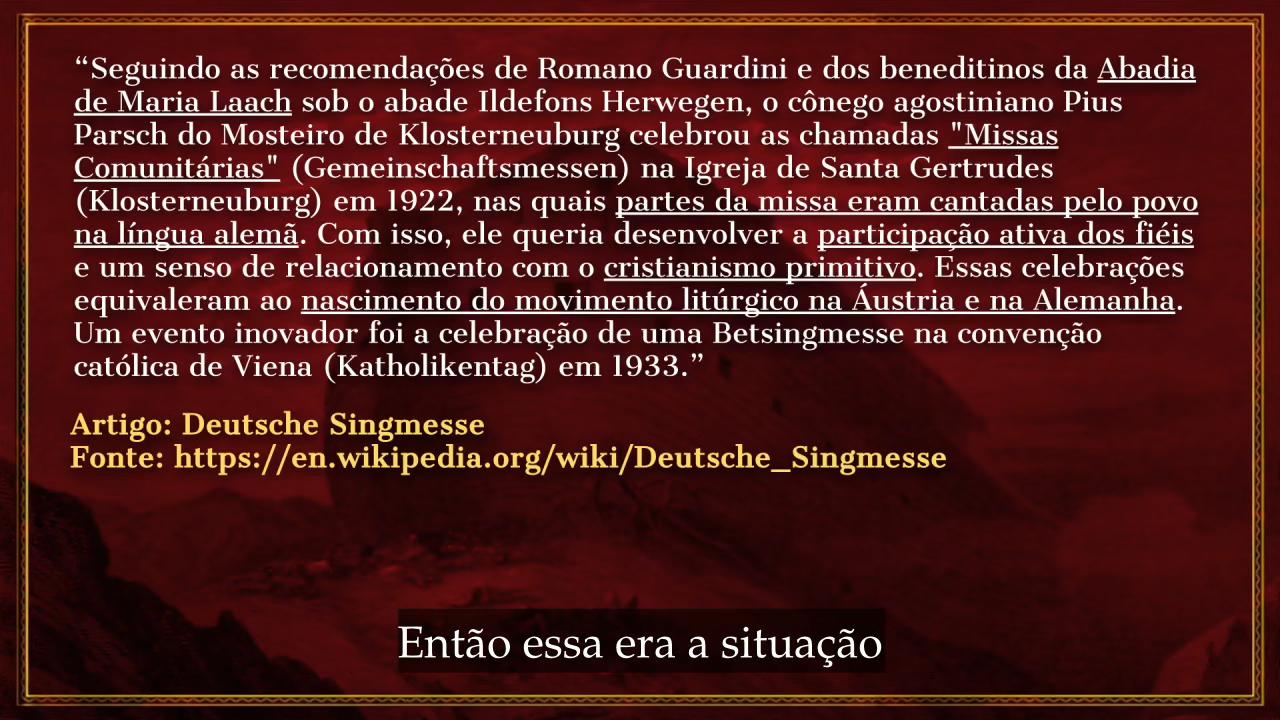 “Seguindo as recomendações de Romano Guardini e dos beneditinos da Abadia
de Maria Laach sob o abade Ildefons Herwegen, o cônego agostiniano Pius
Parsch do Mosteiro de Klosterneuburg celebrou as chamadas "Missas
Comunitárias" (Gemeinschaftsmessen) na Igreja de Santa Gertrudes
(Klosterneuburg) em 1922, nas quais partes da missa eram cantadas pelo povo
na língua alemã. Com isso, ele queria desenvolver a participação ativa dos fiéis
e um senso de relacionamento com o cristianismo primitivo. Essas celebrações
equivaleram ao nascimento do movimento litúrgico na Áustria e na Alemanha.
Um evento inovador foi a celebração de uma Betsingmesse na convenção
católica de Viena (Katholikentag) em 1933.”
Artigo: Deutsche Singmesse
Fonte: https://en.wikipedia.org/wiki/Deutsche_Singmesse
Então essa era a situação